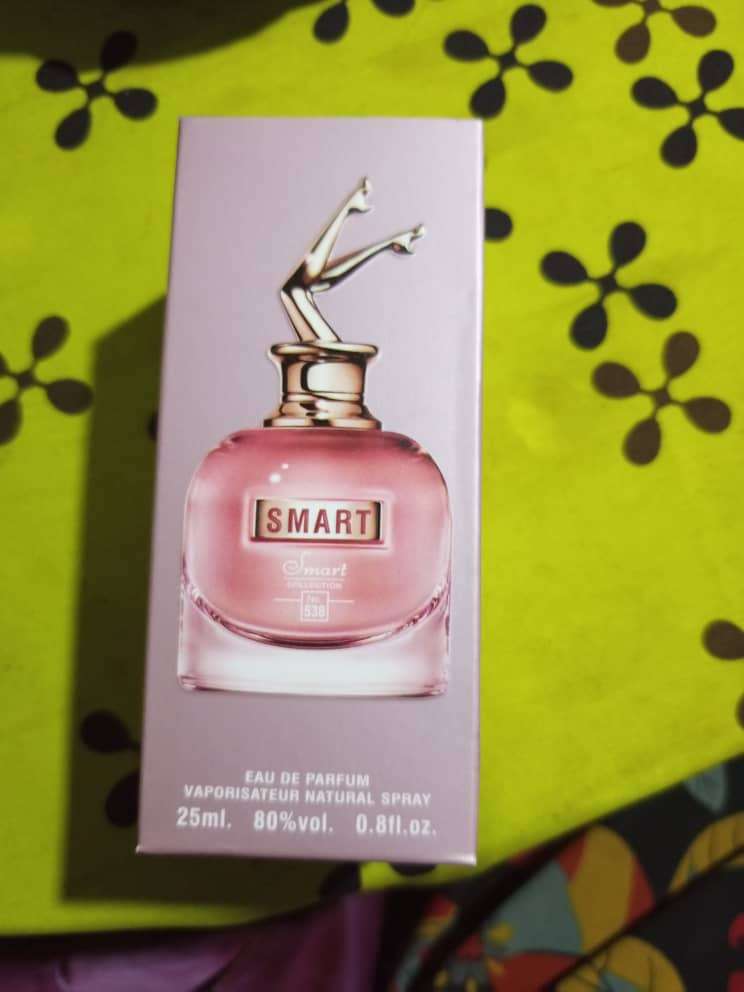 SMART
Smart
COLLECTION
No.
538
EAU DE PARFUM
VAPORISATEUR NATURAL SPRAY
25ml. 80%vol. 0.8fl.oz.